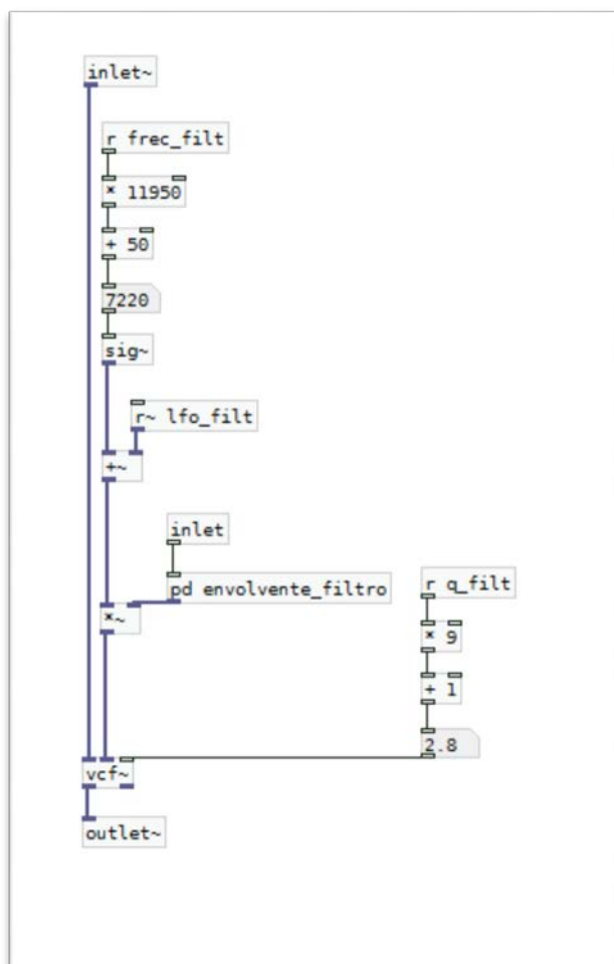 inlet~
r frec_filt
* 11950
+ 50
7220
sig~
r~ lfo_filt
+~
inlet
pd envolvente_filtro
*~
r q_filt
* 9
+ 1
2.8
vcf~
outlet~